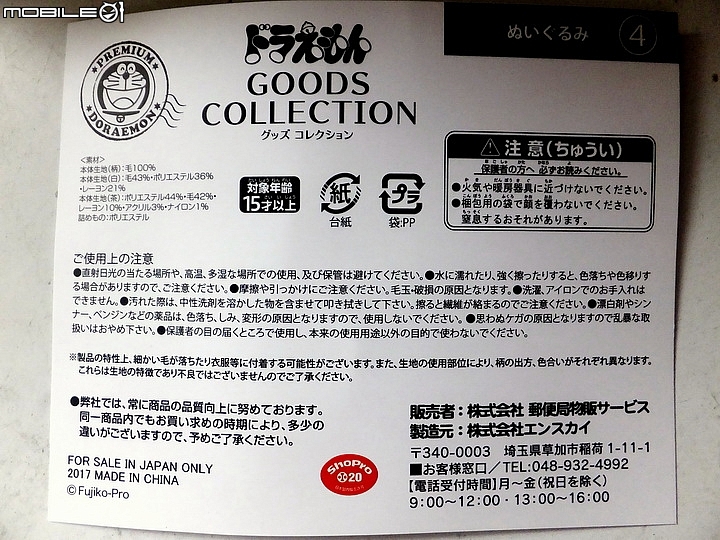 MOBILE01
PREMIUM
DORAEMON
ドラえもん
GOODS
COLLECTION
グッズ コレクション
ぬいぐるみ ④
<素材>
本体生地(柄):毛100%
本体生地(白):毛43%・ポリエステル36%
・レーヨン21%
本体生地(茶):ポリエステル44%・毛42%・
レーヨン10%・アクリル3%・ナイロン1%
詰めもの:ポリエステル
対象年齢
15才以上
紙
台紙
プラ
袋:PP
注意(ちゅうい)
保護者の方へ 必ずお読みください。
●火気や暖房器具に近づけないでください。
●梱包用の袋で顔を覆わないでください。
窒息するおそれがあります。
ご使用上の注意
●直射日光の当たる場所や、高温、多湿な場所での使用、及び保管は避けてください。●水に濡れたり、強く擦ったりすると、色落ちや色移りす
る場合がありますので、ご注意ください。●摩擦や引っかけにご注意ください。毛玉・破損の原因となります。●洗濯、アイロンでのお手入れは
できません。●汚れた際は、中性洗剤を溶かした物を含ませて叩き拭きして下さい。擦ると繊維が絡まるのでご注意ください。●漂白剤やシン
ナー、ベンジンなどの薬品は、色落ち、しみ、変形の原因となりますので、使用しないでください。●思わぬケガの原因となりますので乱暴な取
扱いはおやめ下さい。●保護者の目の届くところで使用し、本来の使用用途以外の目的で使わないでください。
※製品の特性上、細かい毛が落ちたり衣服等に付着する可能性がございます。また、生地の使用部位により、柄の出方、色合いがそれぞれ異なります。
これらは生地の特徴であり不良ではございませんのでご了承ください。
●弊社では、常に商品の品質向上に努めております。
同一商品内でもお買い求めの時期により、多少の
違いがございますので、予めご了承ください。
FOR SALE IN JAPAN ONLY
2017 MADE IN CHINA
©Fujiko-Pro
ShoPro
20
販売者:株式会社 郵便局物販サービス
製造元:株式会社エンスカイ
〒340-0003 埼玉県草加市稲荷 1-11-1
■お客様窓口/TEL:048-932-4992
【電話受付時間】月〜金(祝日を除く)
9:00〜12:00・13:00〜16:00